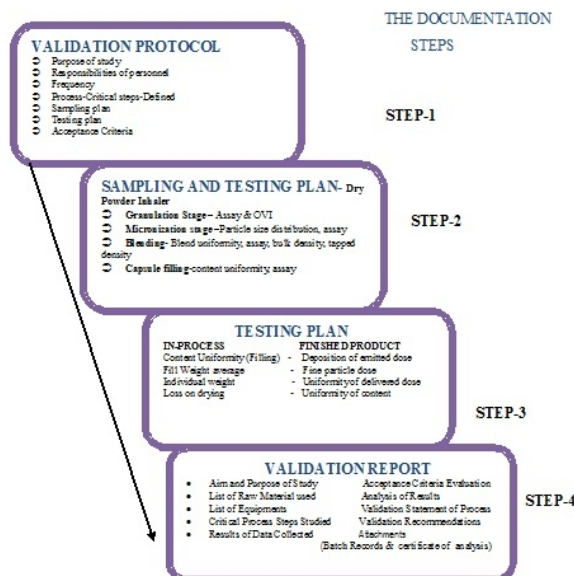 THE DOCUMENTATION
STEPS
VALIDATION PROTOCOL
Purpose of study
Responsibilities of personnel
Frequency
Process-Critical steps-Defined
Sampling plan
Testing plan
Acceptance Criteria
STEP-1
SAMPLING AND TESTING PLAN- Dry
Powder Inhaler
Granulation Stage– Assay & OVI
Micronization stage–Particle size distribution, assay
Blending- Blend uniformity, assay, bulk density, tapped
density
Capsule filling-content uniformity, assay
STEP-2
TESTING PLAN
IN-PROCESS FINISHED PRODUCT
Content Uniformity (Filling) - Deposition of emitted dose
Fill Weight average - Fine particle dose
Individual weight - Uniformity of delivered dose
Loss on drying - Uniformity of content
STEP-3
VALIDATION REPORT
Aim and Purpose of Study Acceptance Criteria Evaluation
List of Raw Material used Analysis of Results
List of Equipments Validation Statement of Process
Critical Process Steps Studied Validation Recommendations
Results of Data Collected Attachments
(Batch Records & certificate of analysis)
STEP-4